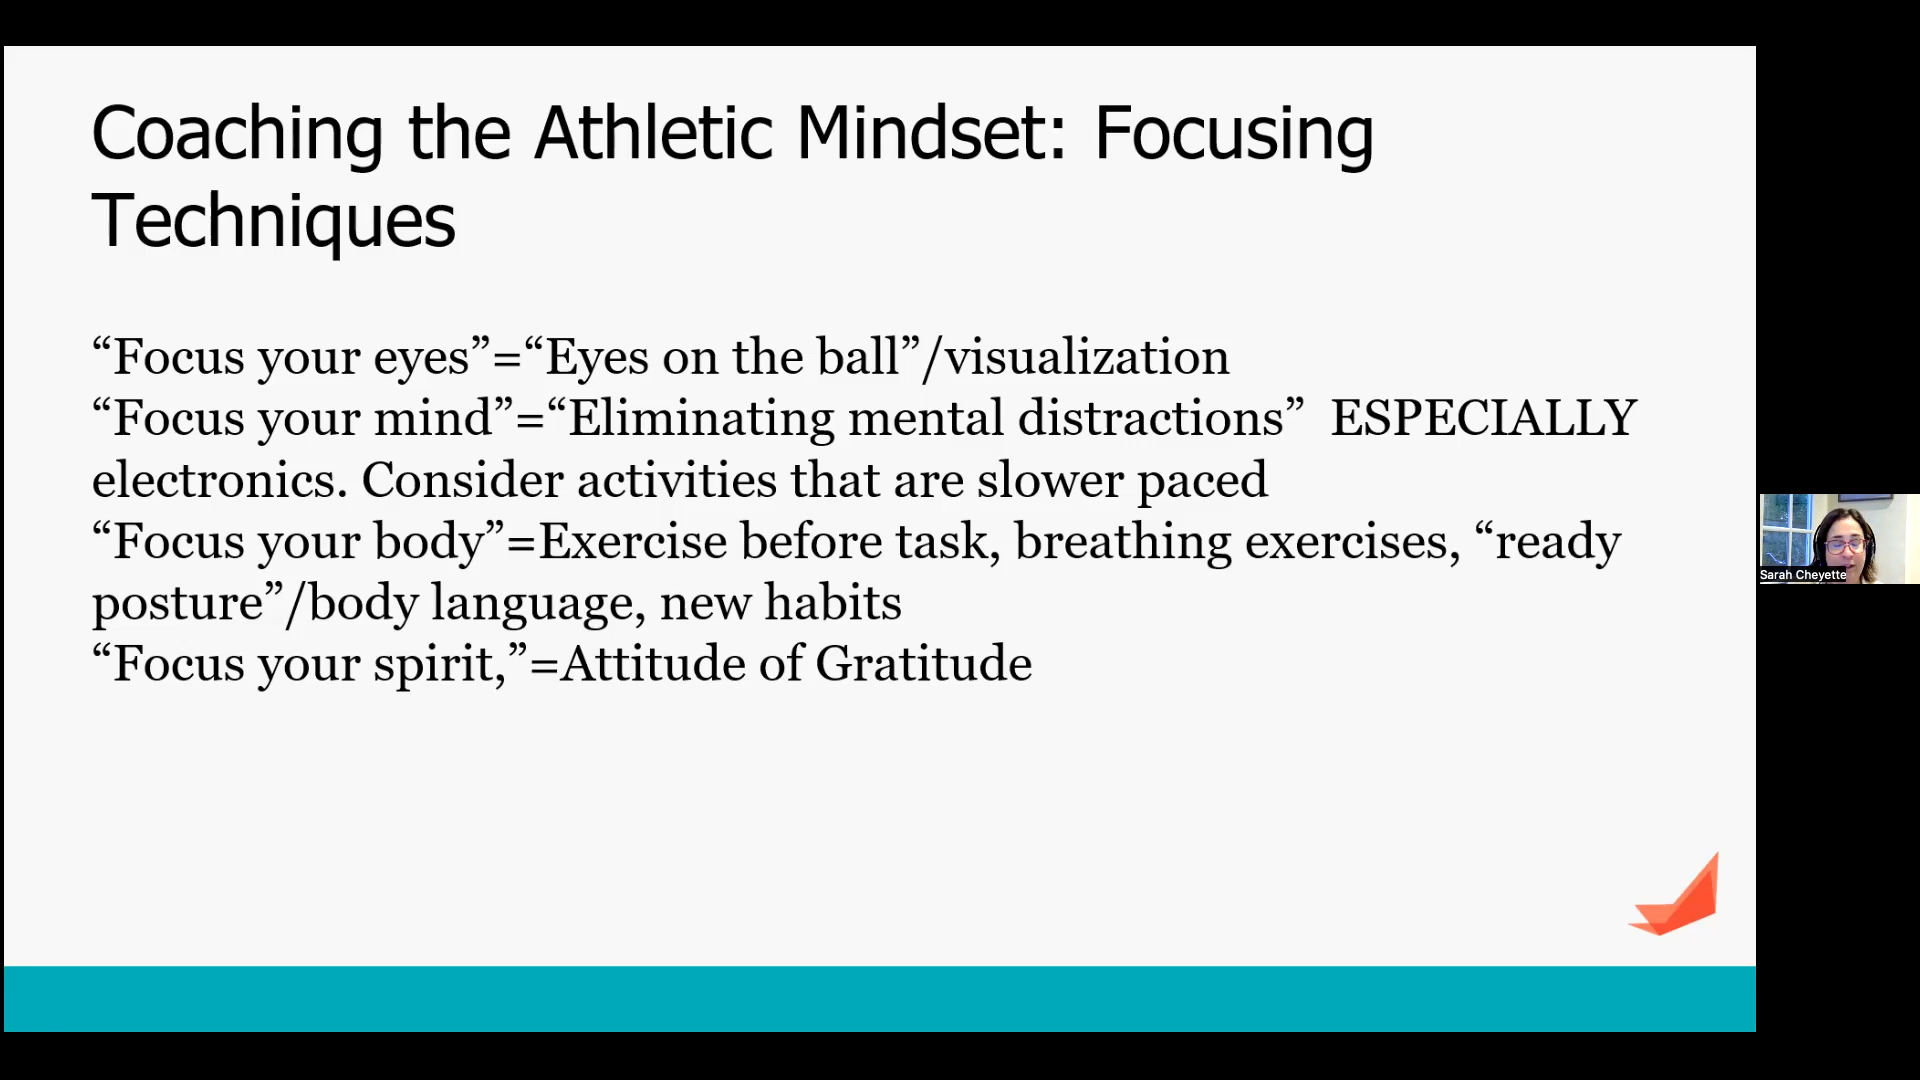 Coaching the Athletic Mindset: Focusing
Techniques
“Focus your eyes”=“Eyes on the ball”/visualization
“Focus your mind”=“Eliminating mental distractions”  ESPECIALLY
electronics. Consider activities that are slower paced
“Focus your body”=Exercise before task, breathing exercises, “ready
posture”/body language, new habits
“Focus your spirit,”=Attitude of Gratitude
Sarah Cheyette